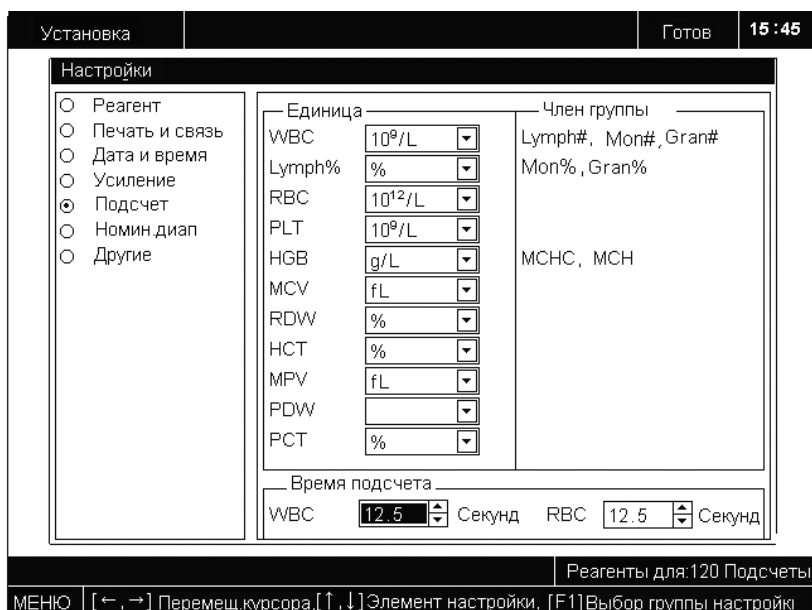 Установка Готов 15:45
Настройки
Реагент
Печать и связь
Дата и время
Усиление
Подсчет
Номин.диап
Другие
Единица Член группы
WBC 10⁹/L Lymph#, Mon#, Gran#
Lymph% % Mon%, Gran%
RBC 10¹²/L
PLT 10⁹/L
HGB g/L MCHC, MCH
MCV fL
RDW %
HCT %
MPV fL
PDW
PCT %
Время подсчета
WBC 12.5 Секунд RBC 12.5 Секунд
Реагенты для:120 Подсчеты
МЕНЮ [←,→] Перемещ.курсора,[↑,↓]Элемент настройки, [F1]Выбор группы настройки